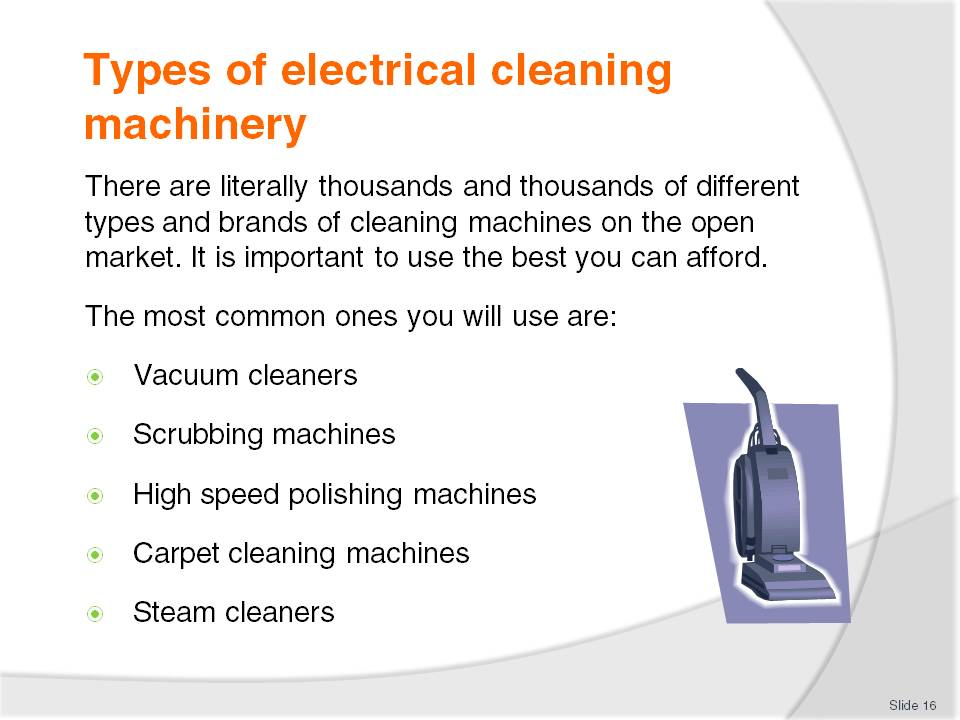 Types of electrical cleaning
machinery
There are literally thousands and thousands of different
types and brands of cleaning machines on the open
market. It is important to use the best you can afford.
The most common ones you will use are:
Vacuum cleaners
Scrubbing machines
High speed polishing machines
Carpet cleaning machines
Steam cleaners
Slide 16